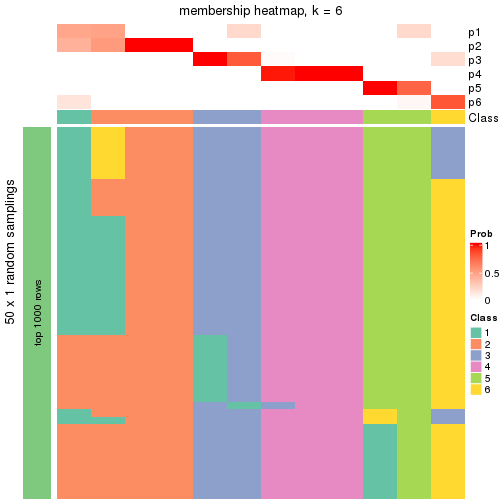 membership heatmap, k = 6
p1
p2
p3
p4
p5
p6
Class
50 x 1 random samplings
top 1000 rows
Prob
1
0.5
0
Class
1
2
3
4
5
6